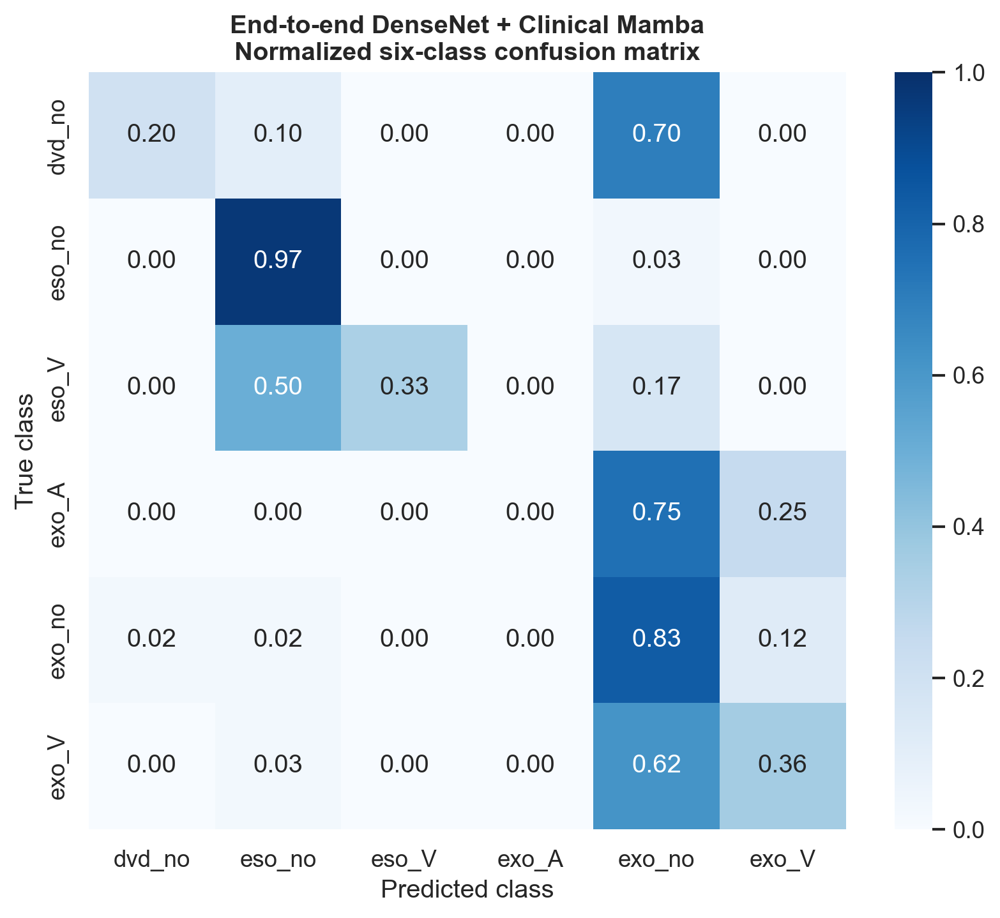 End-to-end DenseNet + Clinical Mamba
Normalized six-class confusion matrix
True class
dvd_no 0.20 0.10 0.00 0.00 0.70 0.00
eso_no 0.00 0.97 0.00 0.00 0.03 0.00
eso_V 0.00 0.50 0.33 0.00 0.17 0.00
exo_A 0.00 0.00 0.00 0.00 0.75 0.25
exo_no 0.02 0.02 0.00 0.00 0.83 0.12
exo_V 0.00 0.03 0.00 0.00 0.62 0.36
dvd_no eso_no eso_V exo_A exo_no exo_V
Predicted class
1.0
0.8
0.6
0.4
0.2
0.0